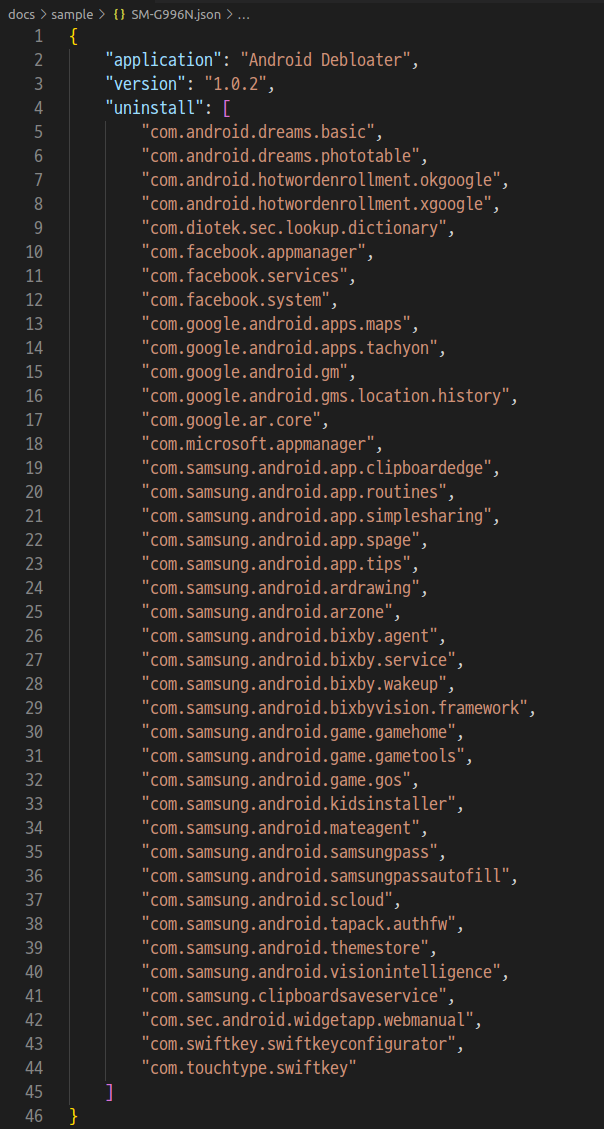 docs > sample > {} SM-G996N.json > ...
1 {
2 "application": "Android Debloater",
3 "version": "1.0.2",
4 "uninstall": [
5 "com.android.dreams.basic",
6 "com.android.dreams.phototable",
7 "com.android.hotwordenrollment.okgoogle",
8 "com.android.hotwordenrollment.xgoogle",
9 "com.diotek.sec.lookup.dictionary",
10 "com.facebook.appmanager",
11 "com.facebook.services",
12 "com.facebook.system",
13 "com.google.android.apps.maps",
14 "com.google.android.apps.tachyon",
15 "com.google.android.gm",
16 "com.google.android.gms.location.history",
17 "com.google.ar.core",
18 "com.microsoft.appmanager",
19 "com.samsung.android.app.clipboardedge",
20 "com.samsung.android.app.routines",
21 "com.samsung.android.app.simplesharing",
22 "com.samsung.android.app.spage",
23 "com.samsung.android.app.tips",
24 "com.samsung.android.ardrawing",
25 "com.samsung.android.arzone",
26 "com.samsung.android.bixby.agent",
27 "com.samsung.android.bixby.service",
28 "com.samsung.android.bixby.wakeup",
29 "com.samsung.android.bixbyvision.framework",
30 "com.samsung.android.game.gamehome",
31 "com.samsung.android.game.gametools",
32 "com.samsung.android.game.gos",
33 "com.samsung.android.kidsinstaller",
34 "com.samsung.android.mateagent",
35 "com.samsung.android.samsungpass",
36 "com.samsung.android.samsungpassautofill",
37 "com.samsung.android.scloud",
38 "com.samsung.android.tapack.authfw",
39 "com.samsung.android.themestore",
40 "com.samsung.android.visionintelligence",
41 "com.samsung.clipboardsaveservice",
42 "com.sec.android.widgetapp.webmanual",
43 "com.swiftkey.swiftkeyconfigurator",
44 "com.touchtype.swiftkey"
45 ]
46 }